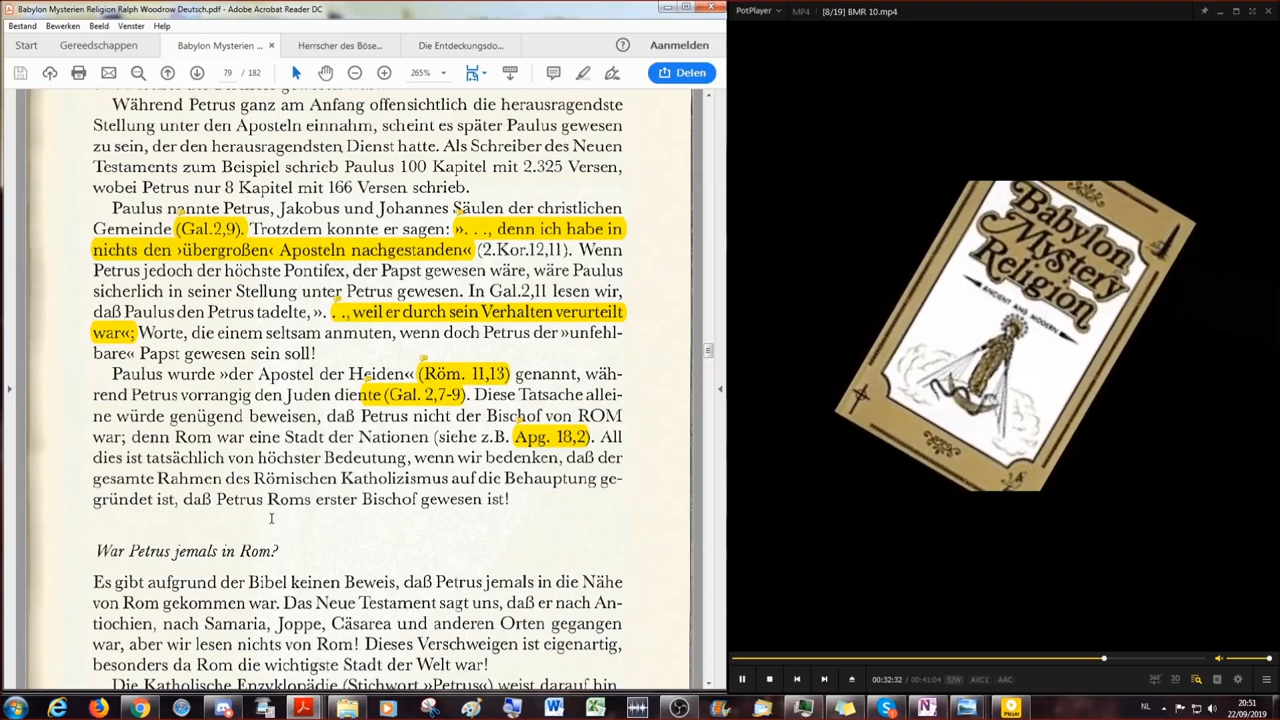 Babylon Mysterien Religion Ralph Woodrow Deutsch.pdf - Adobe Acrobat Reader DC
Bestand Bewerken Beeld Venster Help
Start Gereedschappen Babylon Mysterien ... × Herrscher des Böse... Die Entdeckungsdo... Aanmelden
79 / 182 265% Delen
Während Petrus ganz am Anfang offensichtlich die herausragendste
Stellung unter den Aposteln einnahm, scheint es später Paulus gewesen
zu sein, der den herausragendsten Dienst hatte. Als Schreiber des Neuen
Testaments zum Beispiel schrieb Paulus 100 Kapitel mit 2.325 Versen,
wobei Petrus nur 8 Kapitel mit 166 Versen schrieb.
Paulus nannte Petrus, Jakobus und Johannes Säulen der christlichen
Gemeinde (Gal.2,9). Trotzdem konnte er sagen: ». . ., denn ich habe in
nichts den ›übergroßen‹ Aposteln nachgestanden« (2.Kor.12,11). Wenn
Petrus jedoch der höchste Pontifex, der Papst gewesen wäre, wäre Paulus
sicherlich in seiner Stellung unter Petrus gewesen. In Gal.2,11 lesen wir,
daß Paulus den Petrus tadelte, ». . ., weil er durch sein Verhalten verurteilt
war«; Worte, die einem seltsam anmuten, wenn doch Petrus der »unfehl-
bare« Papst gewesen sein soll!
Paulus wurde »der Apostel der Heiden« (Röm. 11,13) genannt, wäh-
rend Petrus vorrangig den Juden diente (Gal. 2,7-9). Diese Tatsache allei-
ne würde genügend beweisen, daß Petrus nicht der Bischof von ROM
war; denn Rom war eine Stadt der Nationen (siehe z.B. Apg. 18,2). All
dies ist tatsächlich von höchster Bedeutung, wenn wir bedenken, daß der
gesamte Rahmen des Römischen Katholizismus auf die Behauptung ge-
gründet ist, daß Petrus Roms erster Bischof gewesen ist!
War Petrus jemals in Rom?
Es gibt aufgrund der Bibel keinen Beweis, daß Petrus jemals in die Nähe
von Rom gekommen war. Das Neue Testament sagt uns, daß er nach An-
tiochien, nach Samaria, Joppe, Cäsarea und anderen Orten gegangen
war, aber wir lesen nichts von Rom! Dieses Verschweigen ist eigenartig,
besonders da Rom die wichtigste Stadt der Welt war!
Die Katholische Enzyklopädie (Stichwort »Petrus«) weist darauf hin,
PotPlayer MP4 [8/19] BMR 10.mp4
Babylon
Mystery
Religion
ANCIENT AND MODERN
00:32:32 / 00:41:04 S/W AVC1 AAC 360° 3D
Player
NL 20:51
22/09/2019